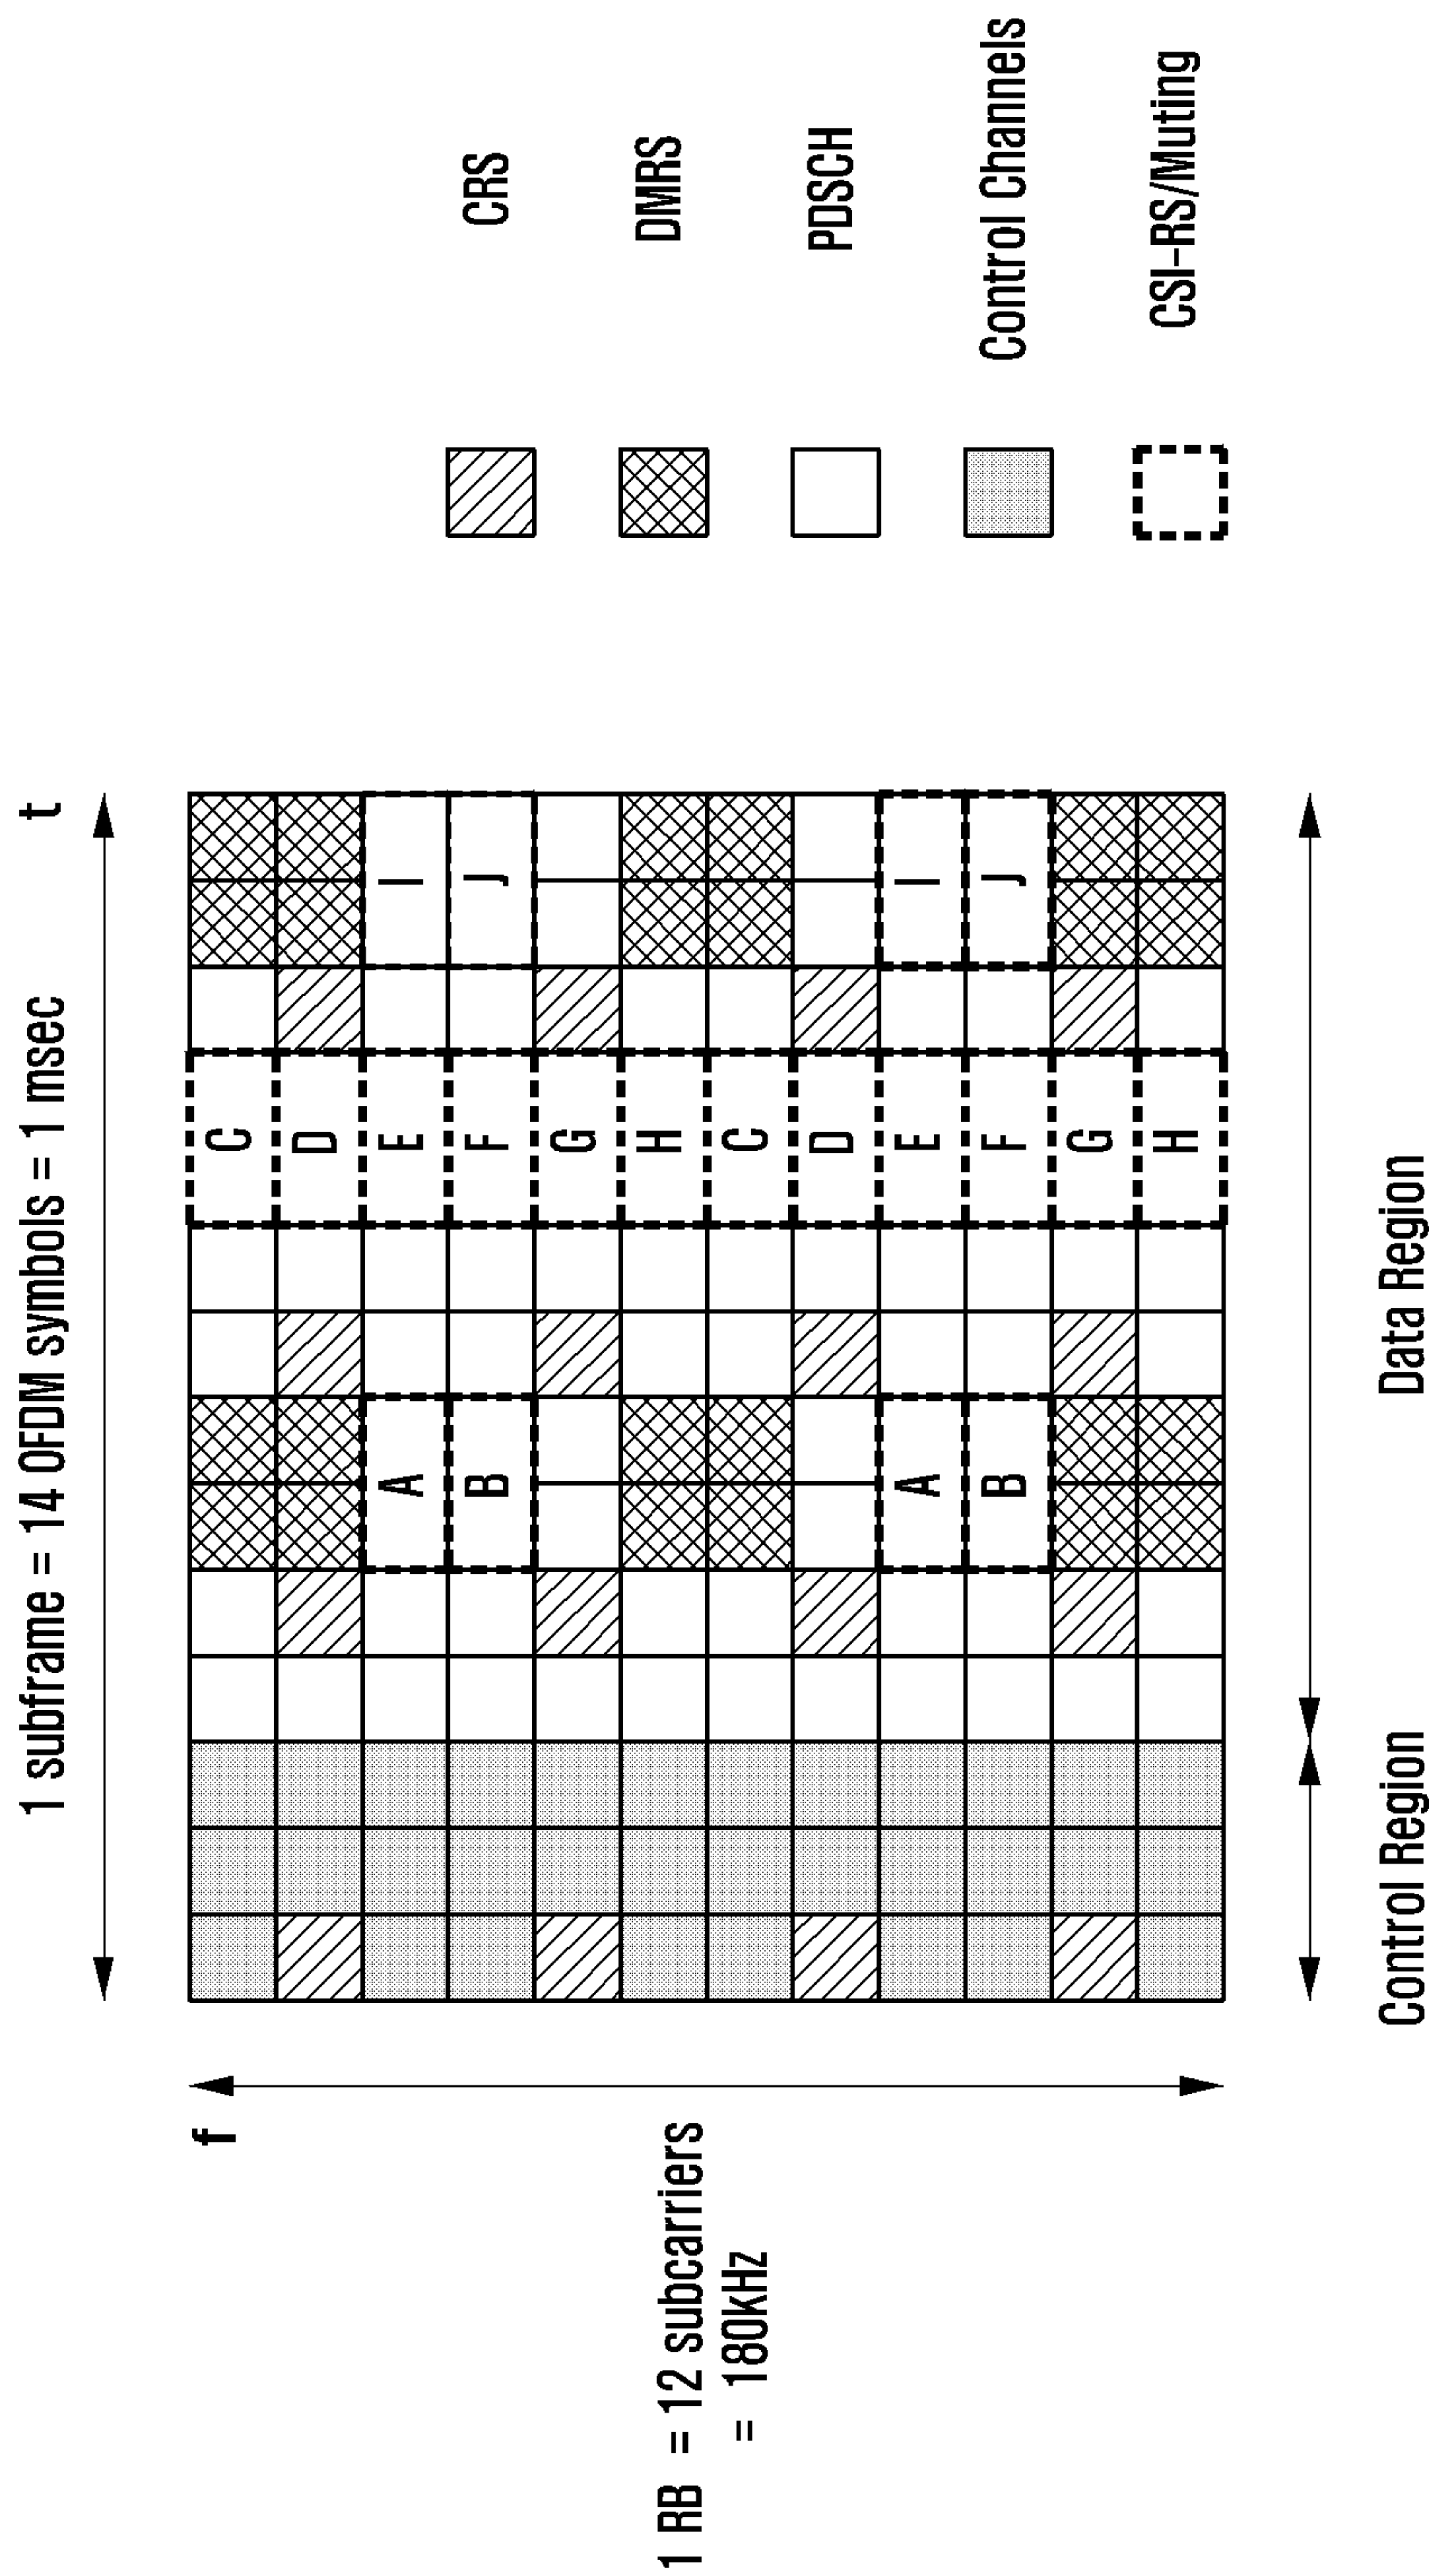 1 subframe = 14 OFDM symbols = 1 msec
t
f
1 RB = 12 subcarriers
= 180KHz
C
D
A E I
B F J
G
H
C
D
A E I
B F J
G
H
Control Region
Data Region
CRS
DMRS
PDSCH
Control Channels
CSI-RS/Muting